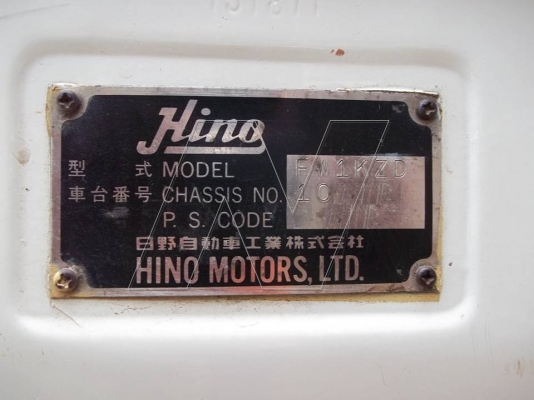 Hino
型 式 MODEL FM1KZD
車台番号 CHASSIS NO. 10
P. S. CODE
日野自動車工業株式会社
HINO MOTORS, LTD.